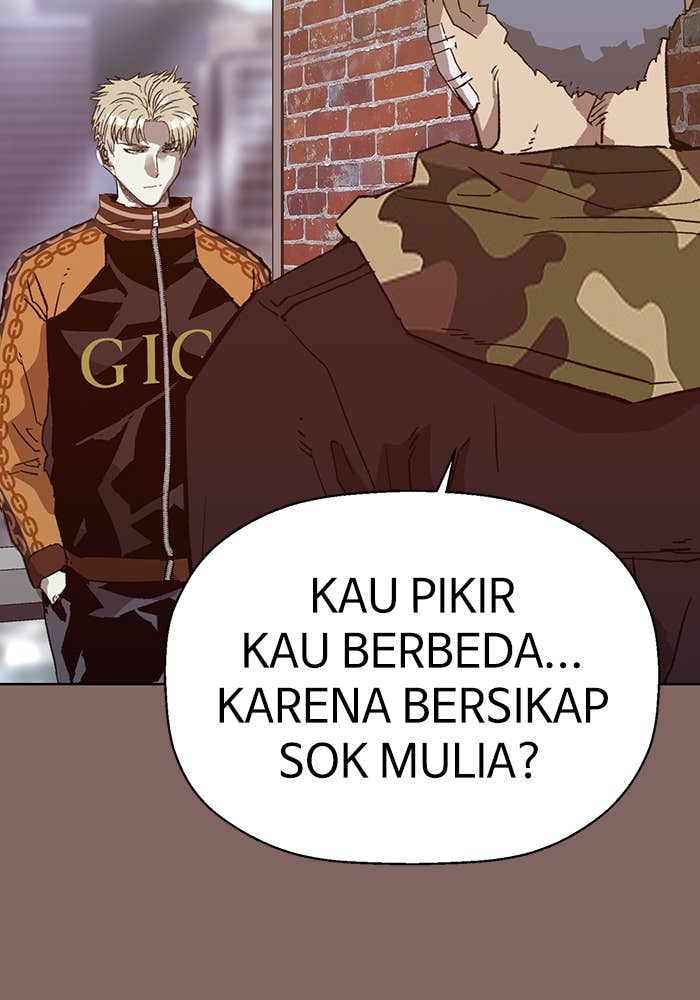 GIC
KAU PIKIR
KAU BERBEDA...
KARENA BERSIKAP
SOK MULIA?